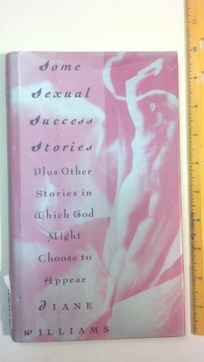 Some
Sexual
Success
Stories
Plus Other
Stories in
Which God
Might
Choose to
Appear
Diane
Williams